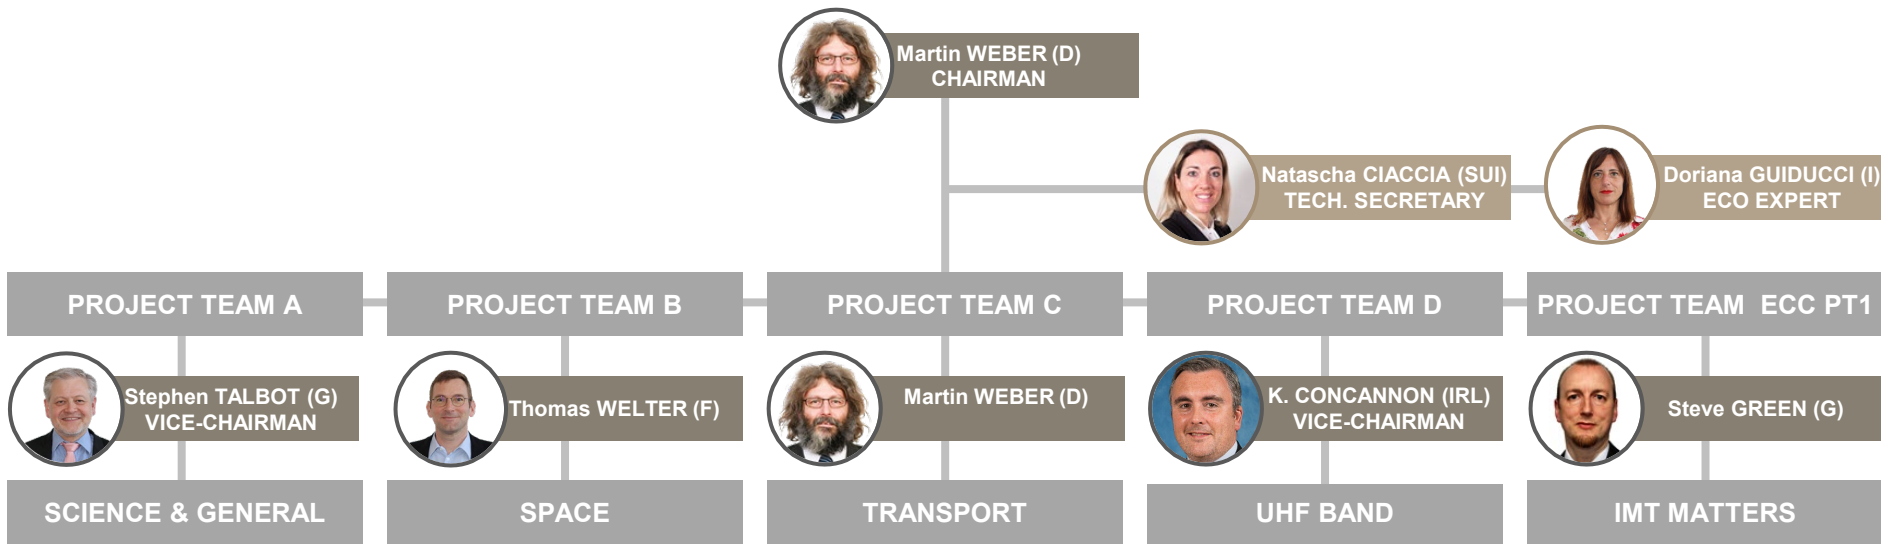 Martin WEBER (D)
CHAIRMAN
Natascha CIACCIA (SUI)
TECH. SECRETARY
Doriana GUIDUCCI (I)
ECO EXPERT
PROJECT TEAM A
PROJECT TEAM B
PROJECT TEAM C
PROJECT TEAM D
PROJECT TEAM ECC PT1
Stephen TALBOT (G)
VICE-CHAIRMAN
Thomas WELTER (F)
Martin WEBER (D)
K. CONCANNON (IRL)
VICE-CHAIRMAN
Steve GREEN (G)
SCIENCE & GENERAL
SPACE
TRANSPORT
UHF BAND
IMT MATTERS